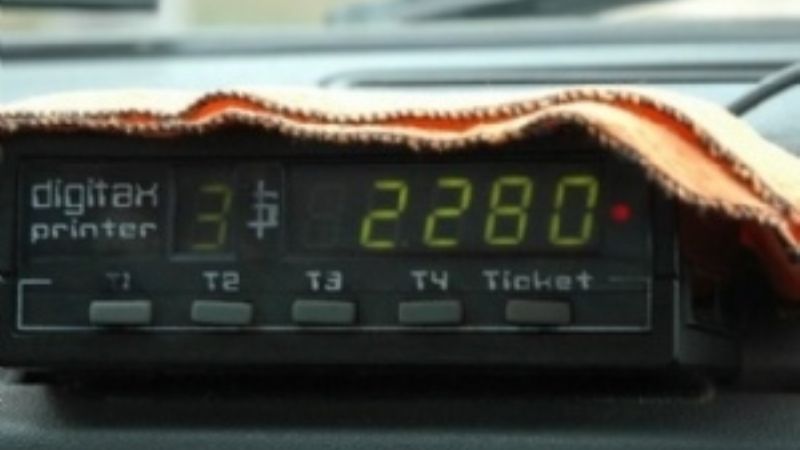 digitax
printer
3
2280
T1 T2 T3 T4 Ticket